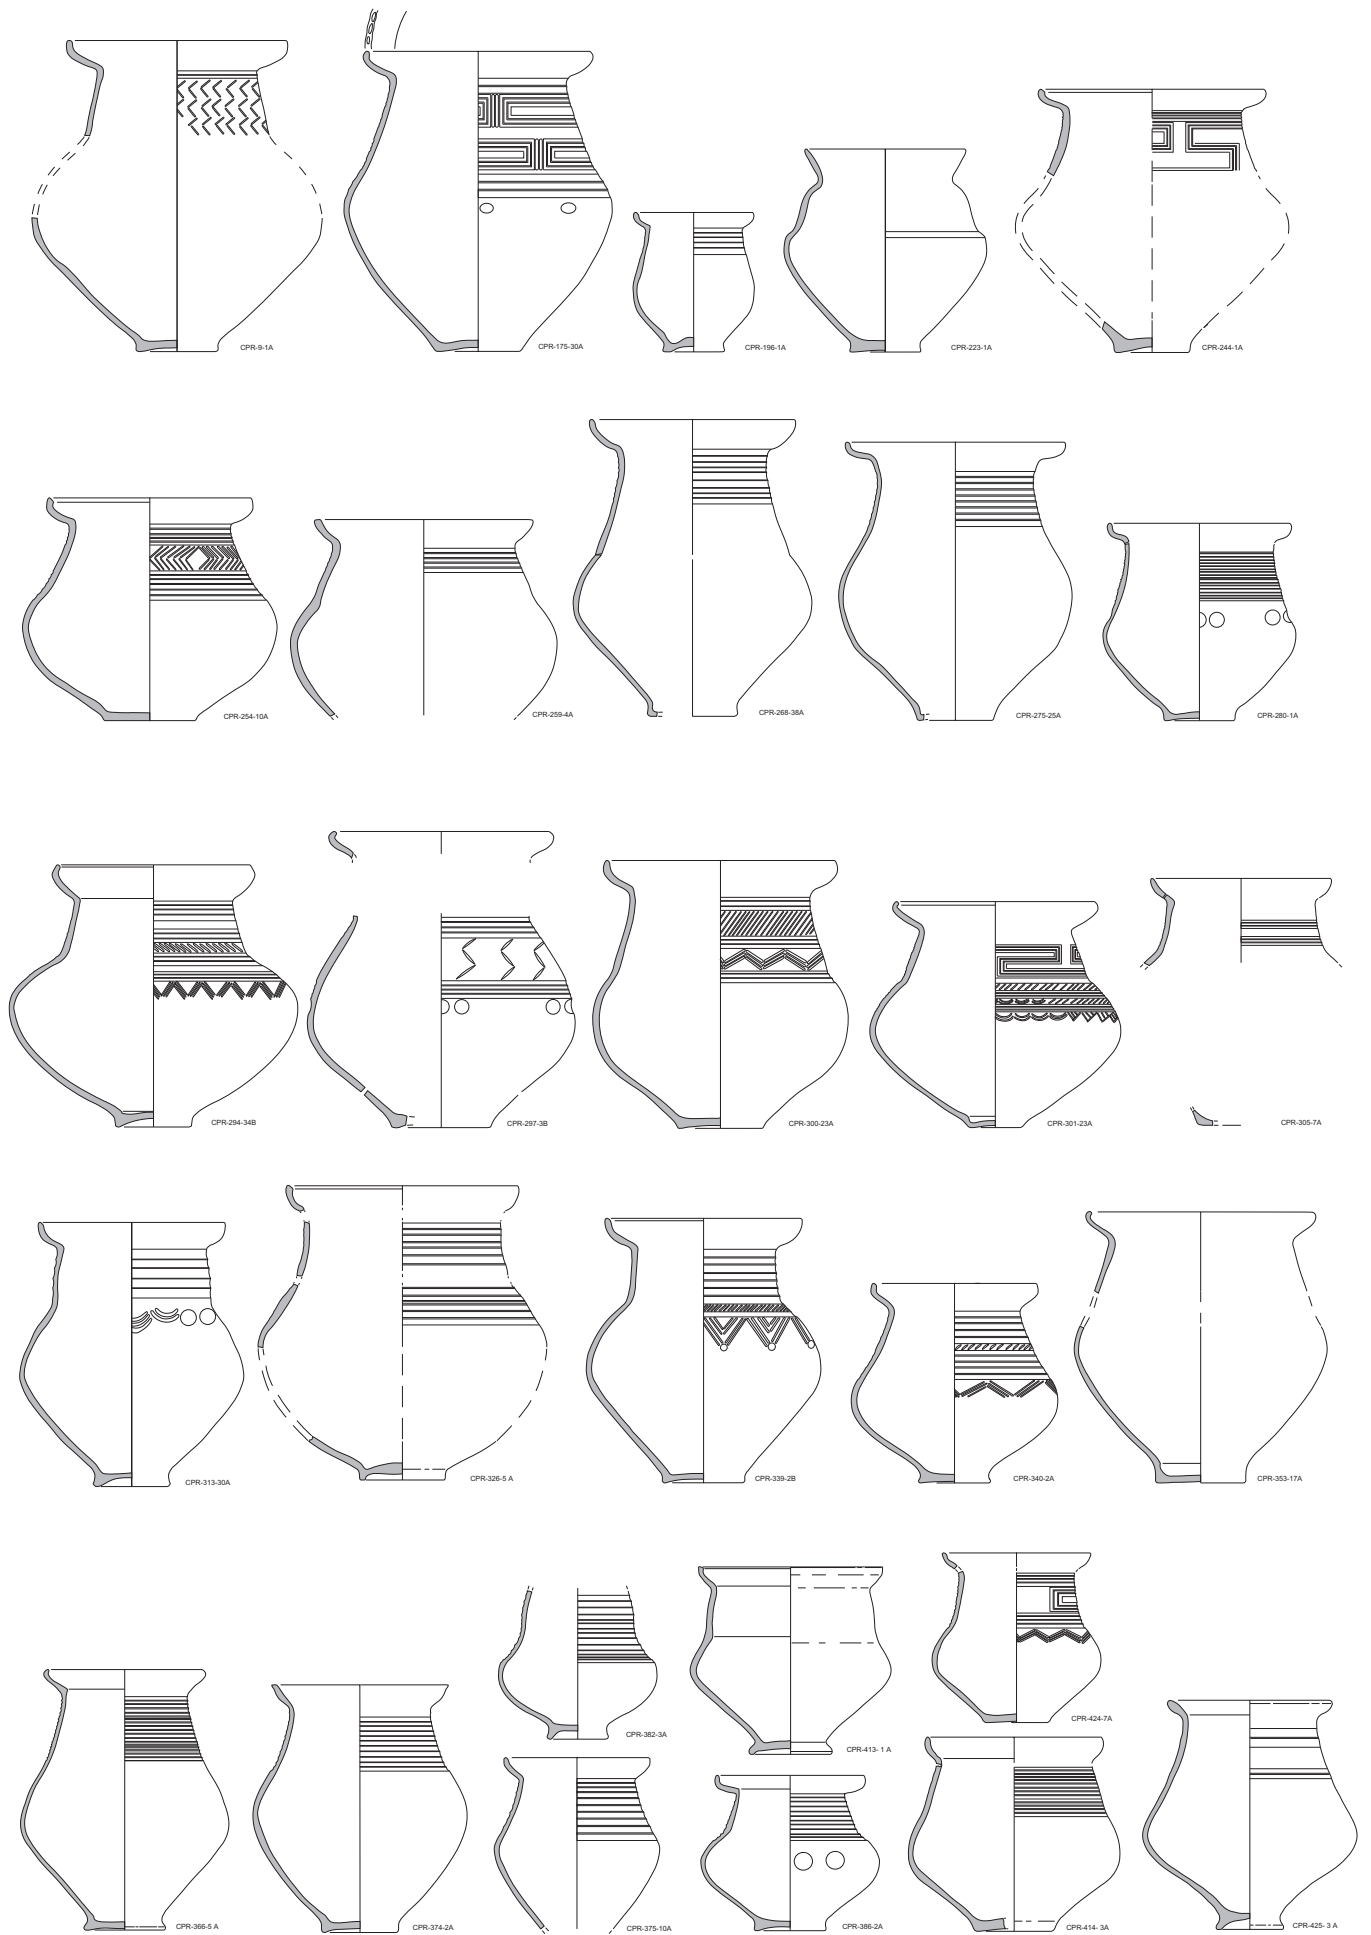 CPR-9-1A
CPR-175-30A
CPR-196-1A
CPR-223-1A
CPR-244-1A
CPR-254-10A
CPR-259-4A
CPR-268-38A
CPR-275-25A
CPR-280-1A
CPR-294-34B
CPR-297-3B
CPR-300-23A
CPR-301-23A
CPR-305-7A
CPR-313-30A
CPR-326-5 A
CPR-339-2B
CPR-340-2A
CPR-353-17A
CPR-382-3A
CPR-413- 1 A
CPR-424-7A
CPR-366-5 A
CPR-374-2A
CPR-375-10A
CPR-386-2A
CPR-414- 3A
CPR-425- 3 A